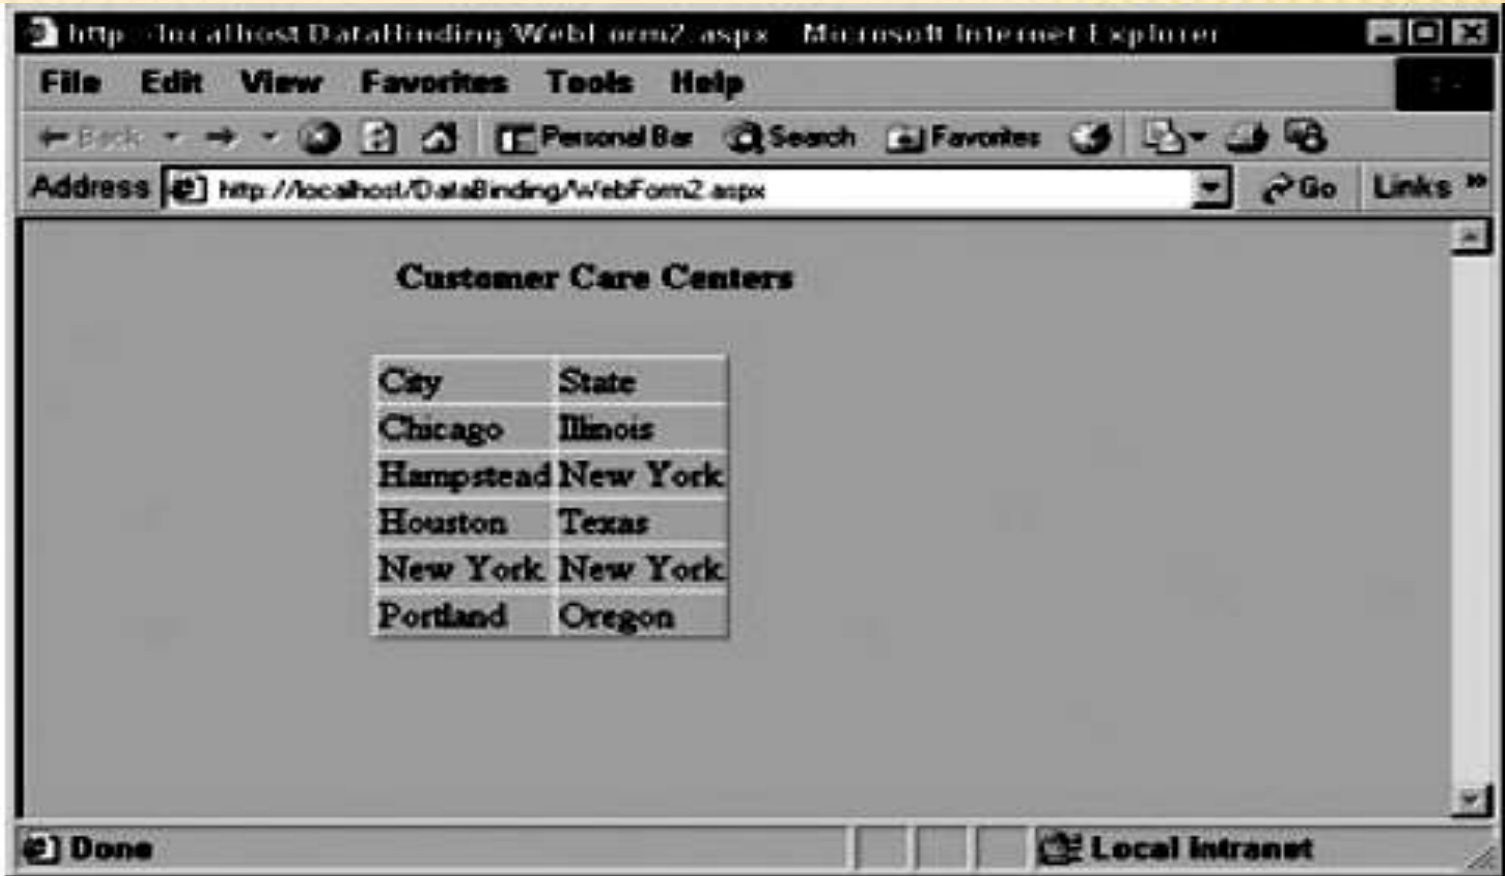 http localhost DataBinding WebForm2.aspx Microsoft Internet Explorer
File Edit View Favorites Tools Help
Back Personal Bar Search Favorites
Address http://localhost/DataBinding/WebForm2.aspx Go Links »
Customer Care Centers
City State
Chicago Illinois
Hampstead New York
Houston Texas
New York New York
Portland Oregon
Done Local intranet